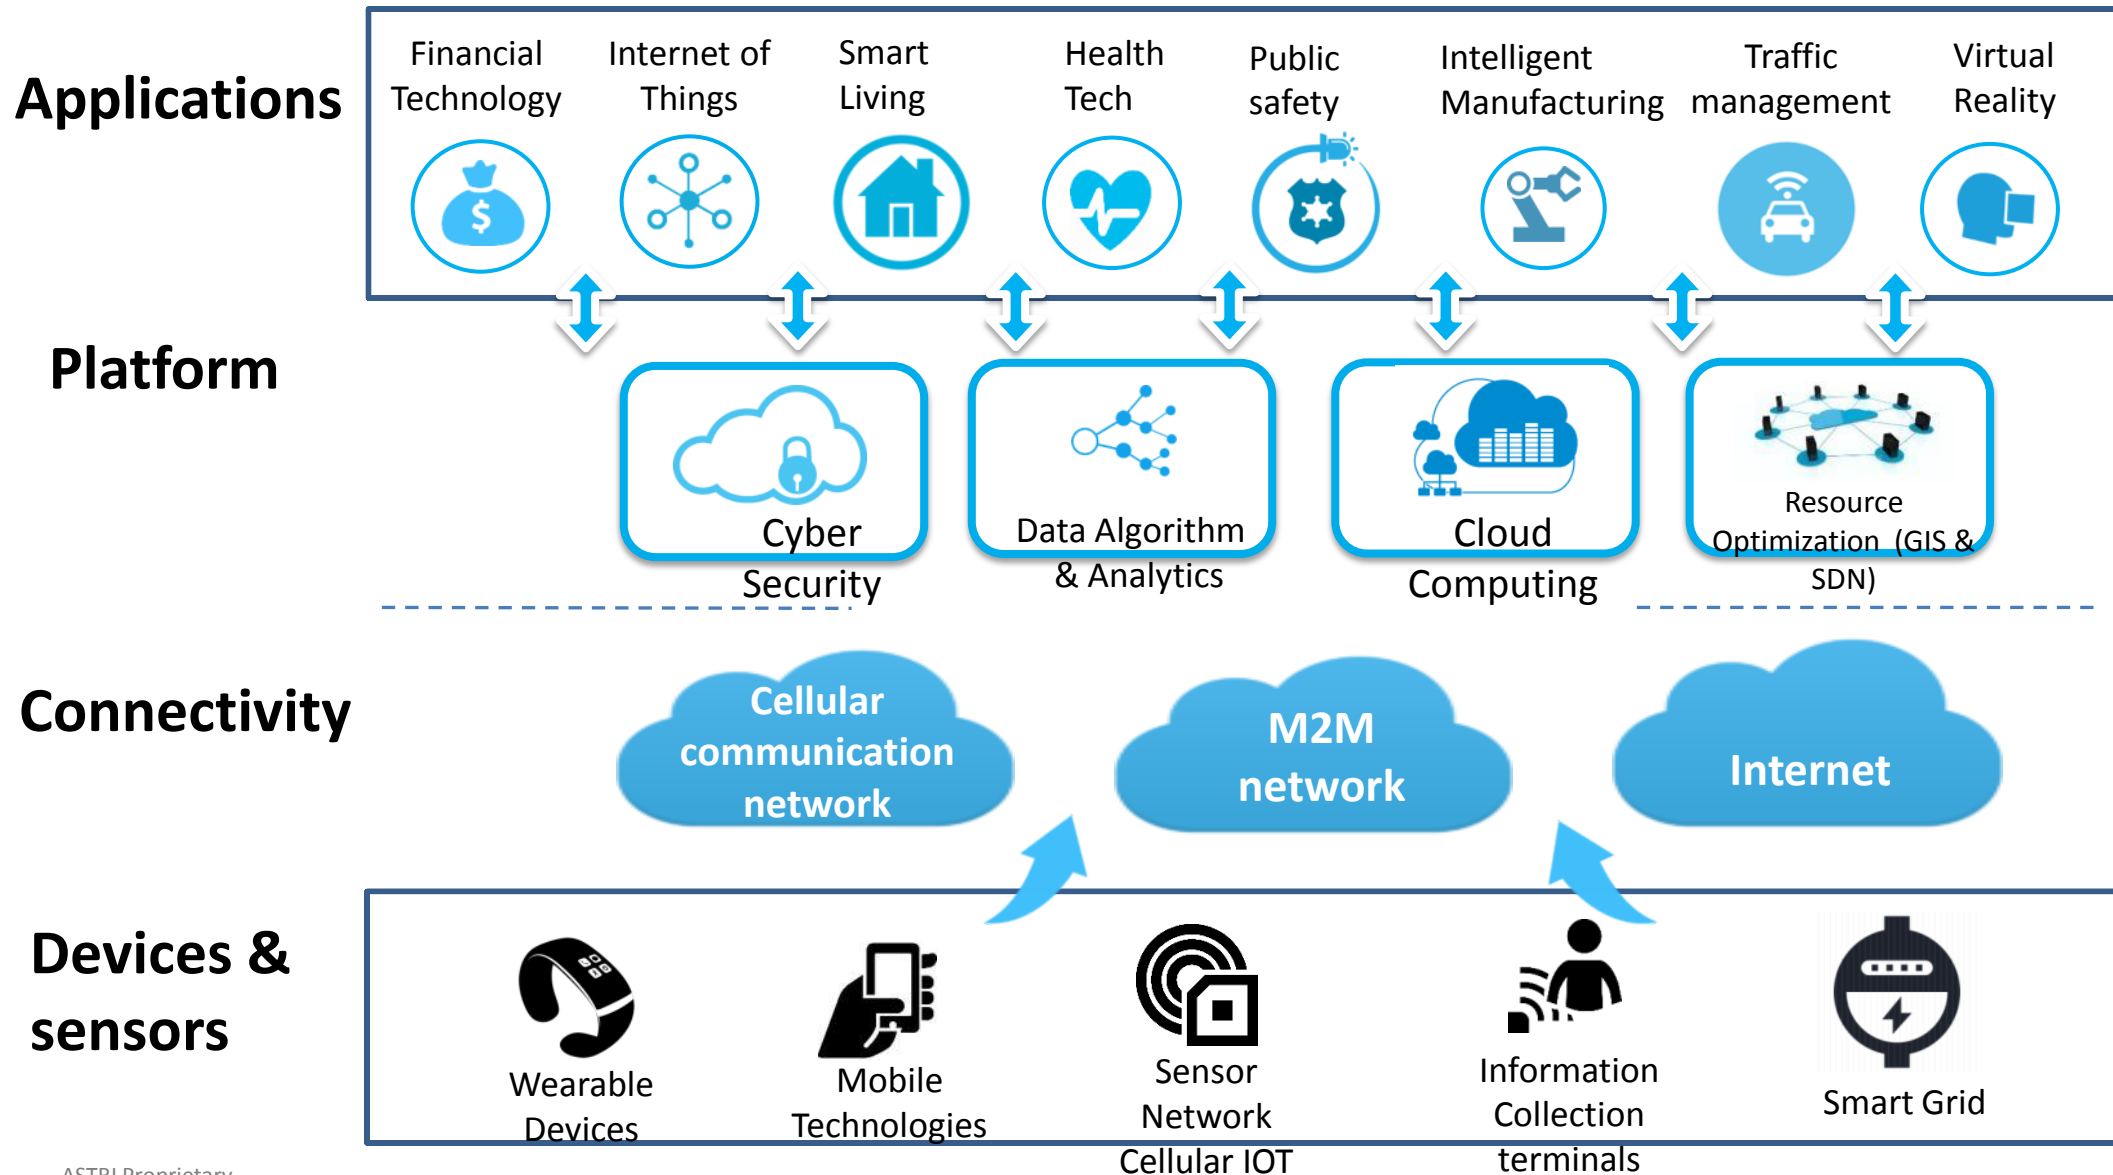 Applications
Financial
Technology
Internet of
Things
Smart
Living
Health
Tech
Public
safety
Intelligent
Manufacturing
Traffic
management
Virtual
Reality
$
Platform
Cyber
Security
Data Algorithm
& Analytics
Cloud
Computing
Resource
Optimization (GIS &
SDN)
Connectivity
Cellular
communication
network
M2M
network
Internet
Devices &
sensors
Wearable
Devices
Mobile
Technologies
Sensor
Network
Cellular IOT
Information
Collection
terminals
Smart Grid
ASTRI Proprietary